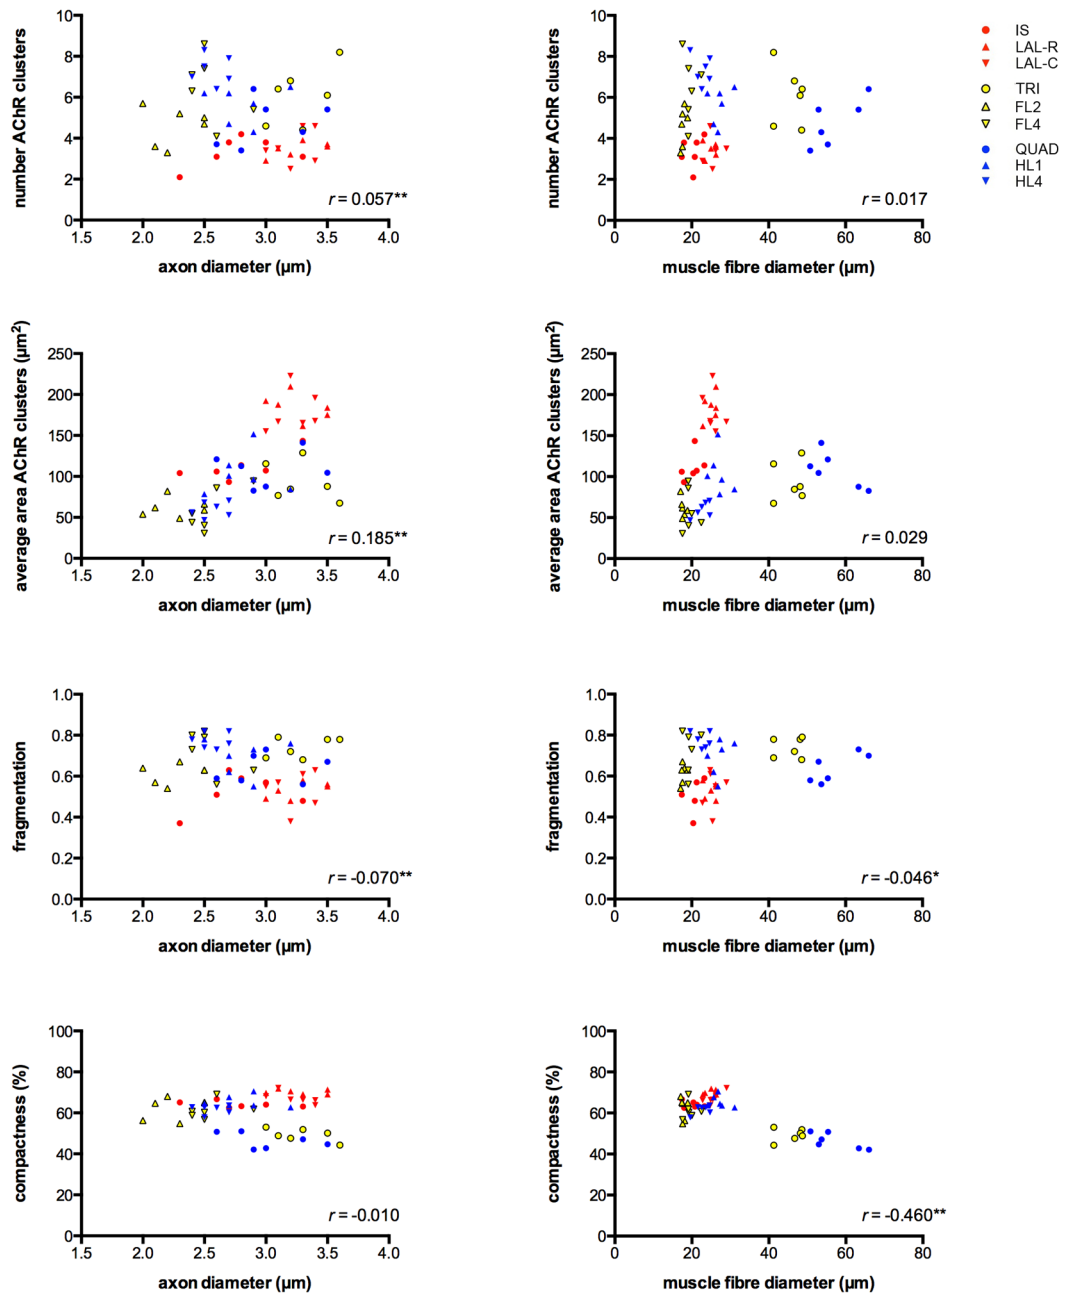 number AChR clusters
10
8
6
4
2
0
1.5 2.0 2.5 3.0 3.5 4.0
axon diameter (µm)
r = 0.057**
number AChR clusters
10
8
6
4
2
0
0 20 40 60 80
muscle fibre diameter (µm)
r = 0.017
IS
LAL-R
LAL-C
TRI
FL2
FL4
QUAD
HL1
HL4
average area AChR clusters (µm²)
250
200
150
100
50
0
1.5 2.0 2.5 3.0 3.5 4.0
axon diameter (µm)
r = 0.185**
average area AChR clusters (µm²)
250
200
150
100
50
0
0 20 40 60 80
muscle fibre diameter (µm)
r = 0.029
fragmentation
1.0
0.8
0.6
0.4
0.2
0.0
1.5 2.0 2.5 3.0 3.5 4.0
axon diameter (µm)
r = -0.070**
fragmentation
1.0
0.8
0.6
0.4
0.2
0.0
0 20 40 60 80
muscle fibre diameter (µm)
r = -0.046*
compactness (%)
100
80
60
40
20
0
1.5 2.0 2.5 3.0 3.5 4.0
axon diameter (µm)
r = -0.010
compactness (%)
100
80
60
40
20
0
0 20 40 60 80
muscle fibre diameter (µm)
r = -0.460**